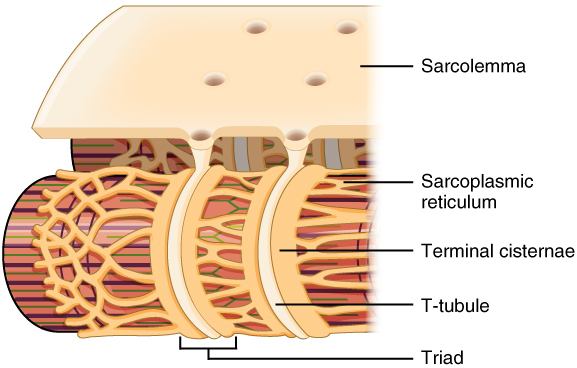 Sarcolemma
Sarcoplasmic
reticulum
Terminal cisternae
T-tubule
Triad